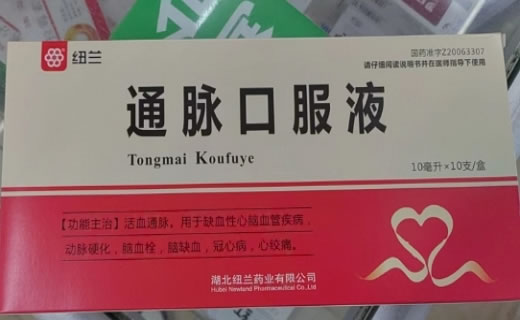 纽兰
国药准字Z20063307
请仔细阅读说明书并在医师指导下使用
通脉口服液
Tongmai Koufuye
10毫升×10支/盒
【功能主治】活血通脉。用于缺血性心脑血管疾病，
动脉硬化，脑血栓，脑缺血，冠心病，心绞痛。
湖北纽兰药业有限公司
Hubei Newland Pharmaceutical Co.,Ltd